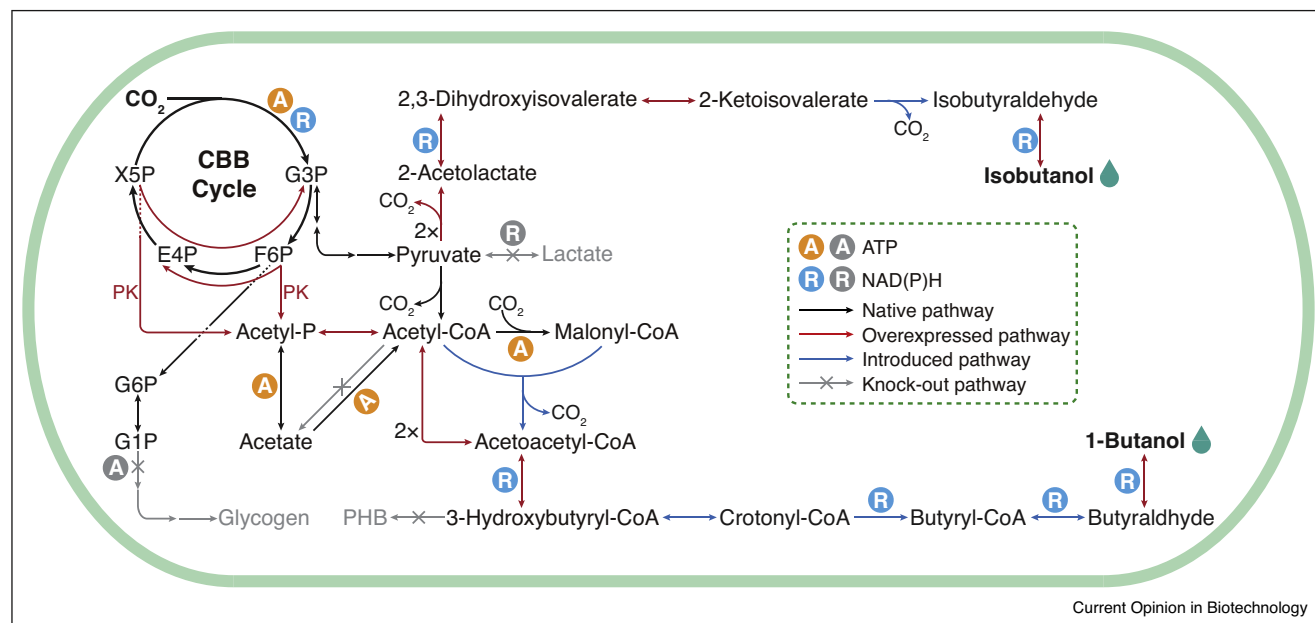 CO2
A
R
CBB
Cycle
X5P
G3P
E4P
F6P
PK
PK
2,3-Dihydroxyisovalerate
2-Ketoisovalerate
Isobutyraldehyde
CO2
R
R
2-Acetolactate
Isobutanol
CO2
2×
R
Pyruvate
Lactate
CO2
CO2
Acetyl-P
Acetyl-CoA
Malonyl-CoA
A
G6P
A
A
CO2
G1P
Acetate
2×
Acetoacetyl-CoA
A
R
Glycogen
PHB
3-Hydroxybutyryl-CoA
Crotonyl-CoA
R
Butyryl-CoA
R
Butyraldhyde
R
1-Butanol
A A ATP
R R NAD(P)H
Native pathway
Overexpressed pathway
Introduced pathway
Knock-out pathway
Current Opinion in Biotechnology